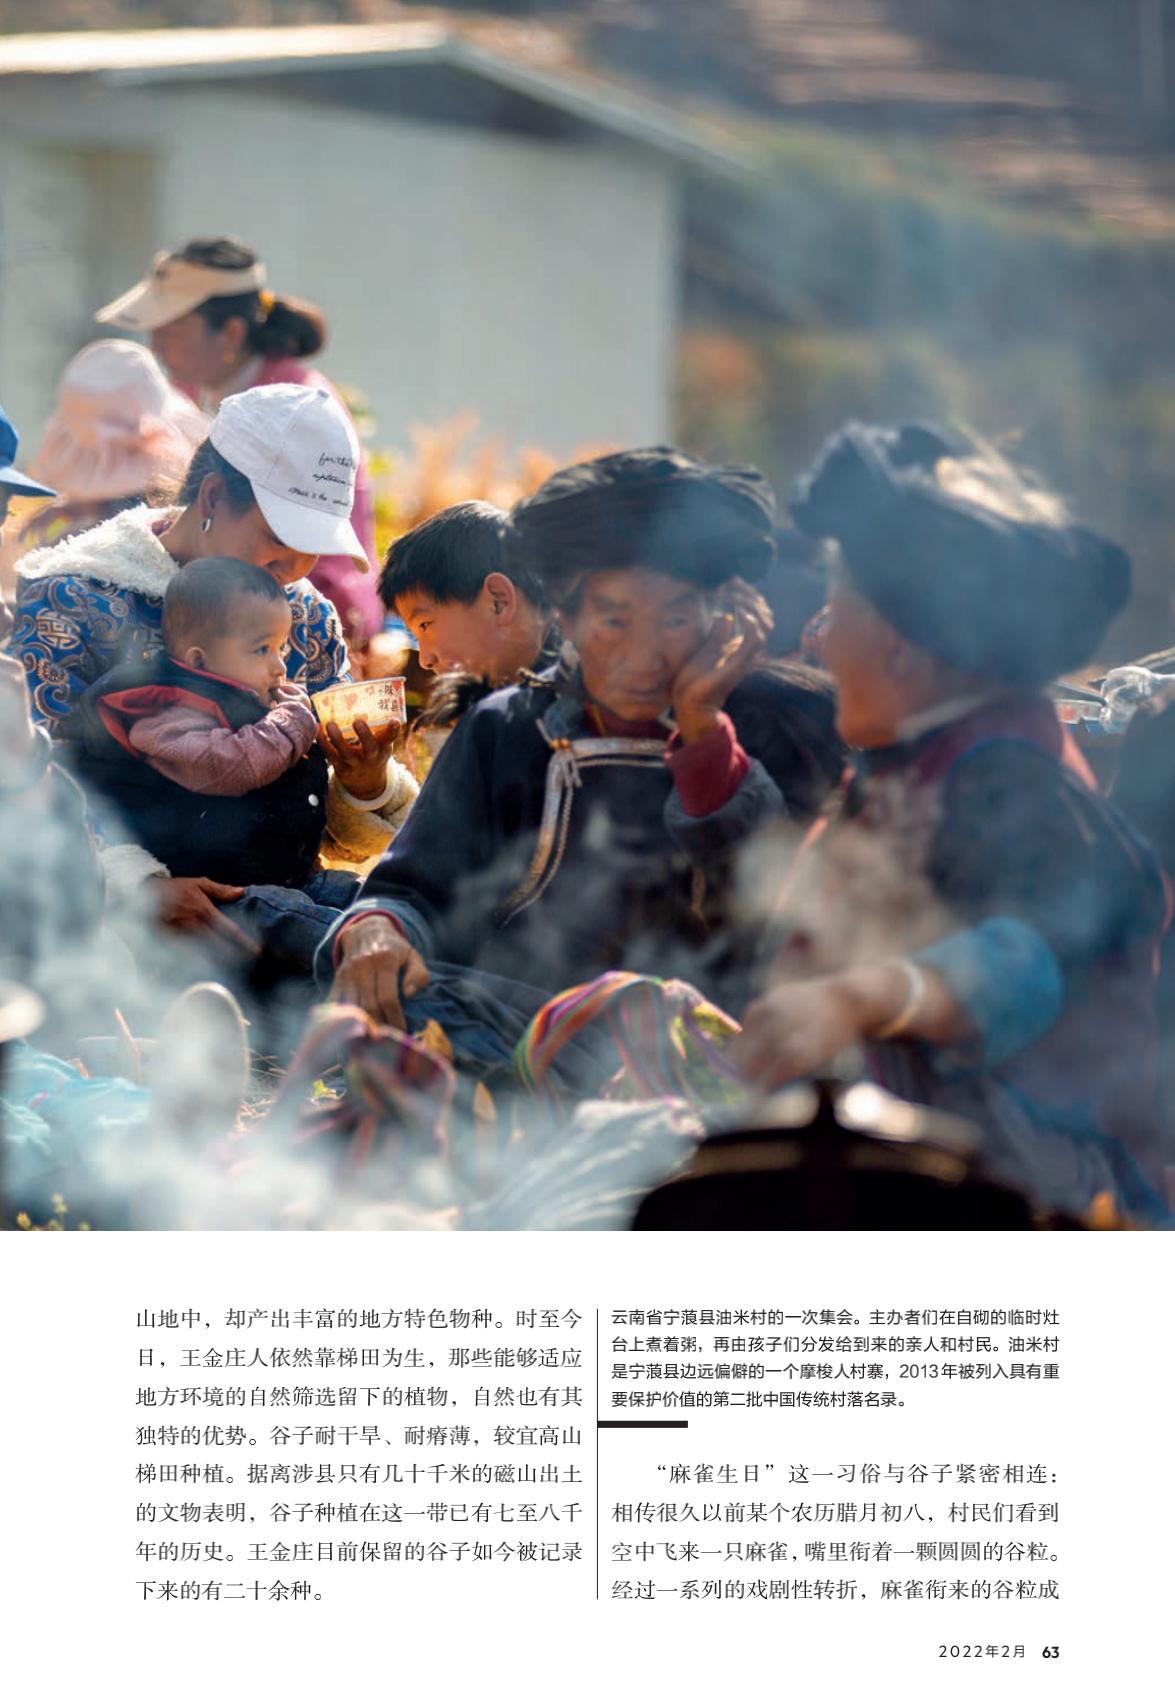 山地中，却产出丰富的地方特色物种。时至今
日，王金庄人依然靠梯田为生，那些能够适应
地方环境的自然筛选留下的植物，自然也有其
独特的优势。谷子耐干旱、耐瘠薄，较宜高山
梯田种植。据离涉县只有几十千米的磁山出土
的文物表明，谷子种植在这一带已有七至八千
年的历史。王金庄目前保留的谷子如今被记录
下来的有二十余种。
云南省宁蒗县油米村的一次集会。主办者们在自砌的临时灶
台上煮着粥，再由孩子们分发给到来的亲人和村民。油米村
是宁蒗县边远偏僻的一个摩梭人村寨，2013年被列入具有重
要保护价值的第二批中国传统村落名录。
“麻雀生日”这一习俗与谷子紧密相连：
相传很久以前某个农历腊月初八，村民们看到
空中飞来一只麻雀，嘴里衔着一颗圆圆的谷粒。
经过一系列的戏剧性转折，麻雀衔来的谷粒成
2022年2月 63